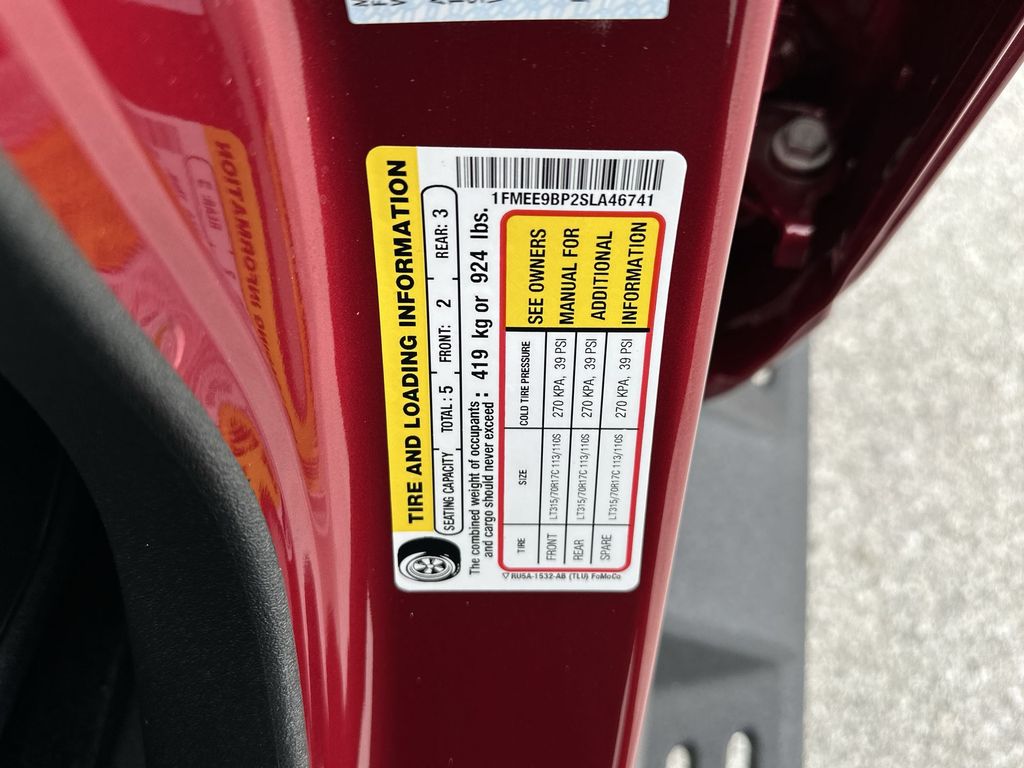 1FMEE9BP2SLA46741
TIRE AND LOADING INFORMATION
SEATING CAPACITY TOTAL: 5 FRONT: 2 REAR: 3
The combined weight of occupants
and cargo should never exceed : 419 kg or 924 lbs.
TIRE SIZE COLD TIRE PRESSURE
FRONT LT315/70R17C 113/110S 270 KPA, 39 PSI
REAR LT315/70R17C 113/110S 270 KPA, 39 PSI
SPARE LT315/70R17C 113/110S 270 KPA, 39 PSI
SEE OWNERS
MANUAL FOR
ADDITIONAL
INFORMATION
RU5A-1532-AB (TLU) FoMoCo